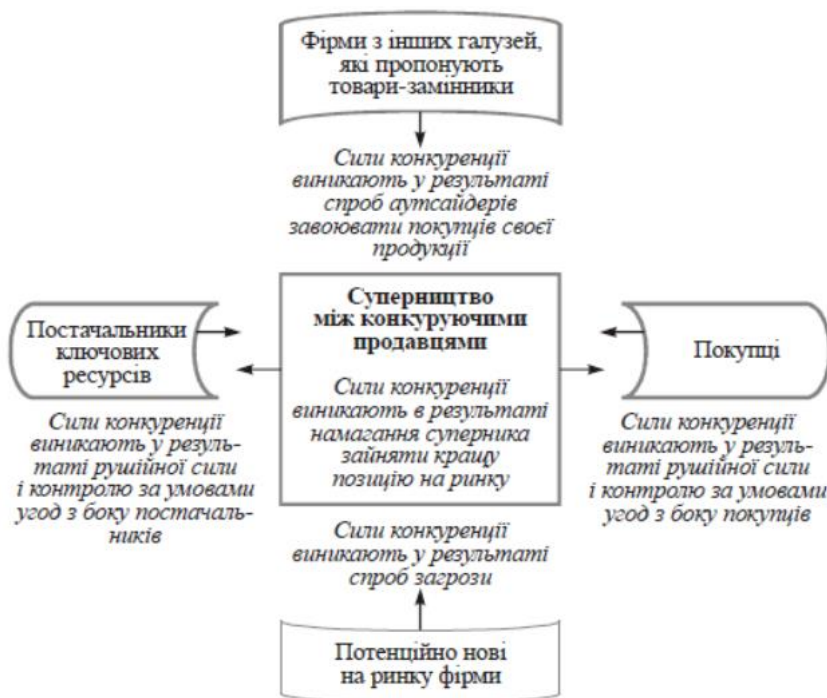 Фірми з інших галузей,
які пропонують
товари-замінники
Сили конкуренції
виникають у результаті
спроб аутсайдерів
завоювати покупців своєї
продукції
Постачальники
ключових
ресурсів
Сили конкуренції
виникають у резуль-
таті рушійної сили
і контролю за умовами
угод з боку постачаль-
ників
Суперництво
між конкуруючими
продавцями
Сили конкуренції
виникають в результаті
намагання суперника
зайняти кращу
позицію на ринку
Покупці
Сили конкуренції
виникають у резуль-
таті рушійної сили
і контролю за умовами
угод з боку покупців
Сили конкуренції
виникають у результаті
спроб загрози
Потенційно нові
на ринку фірми